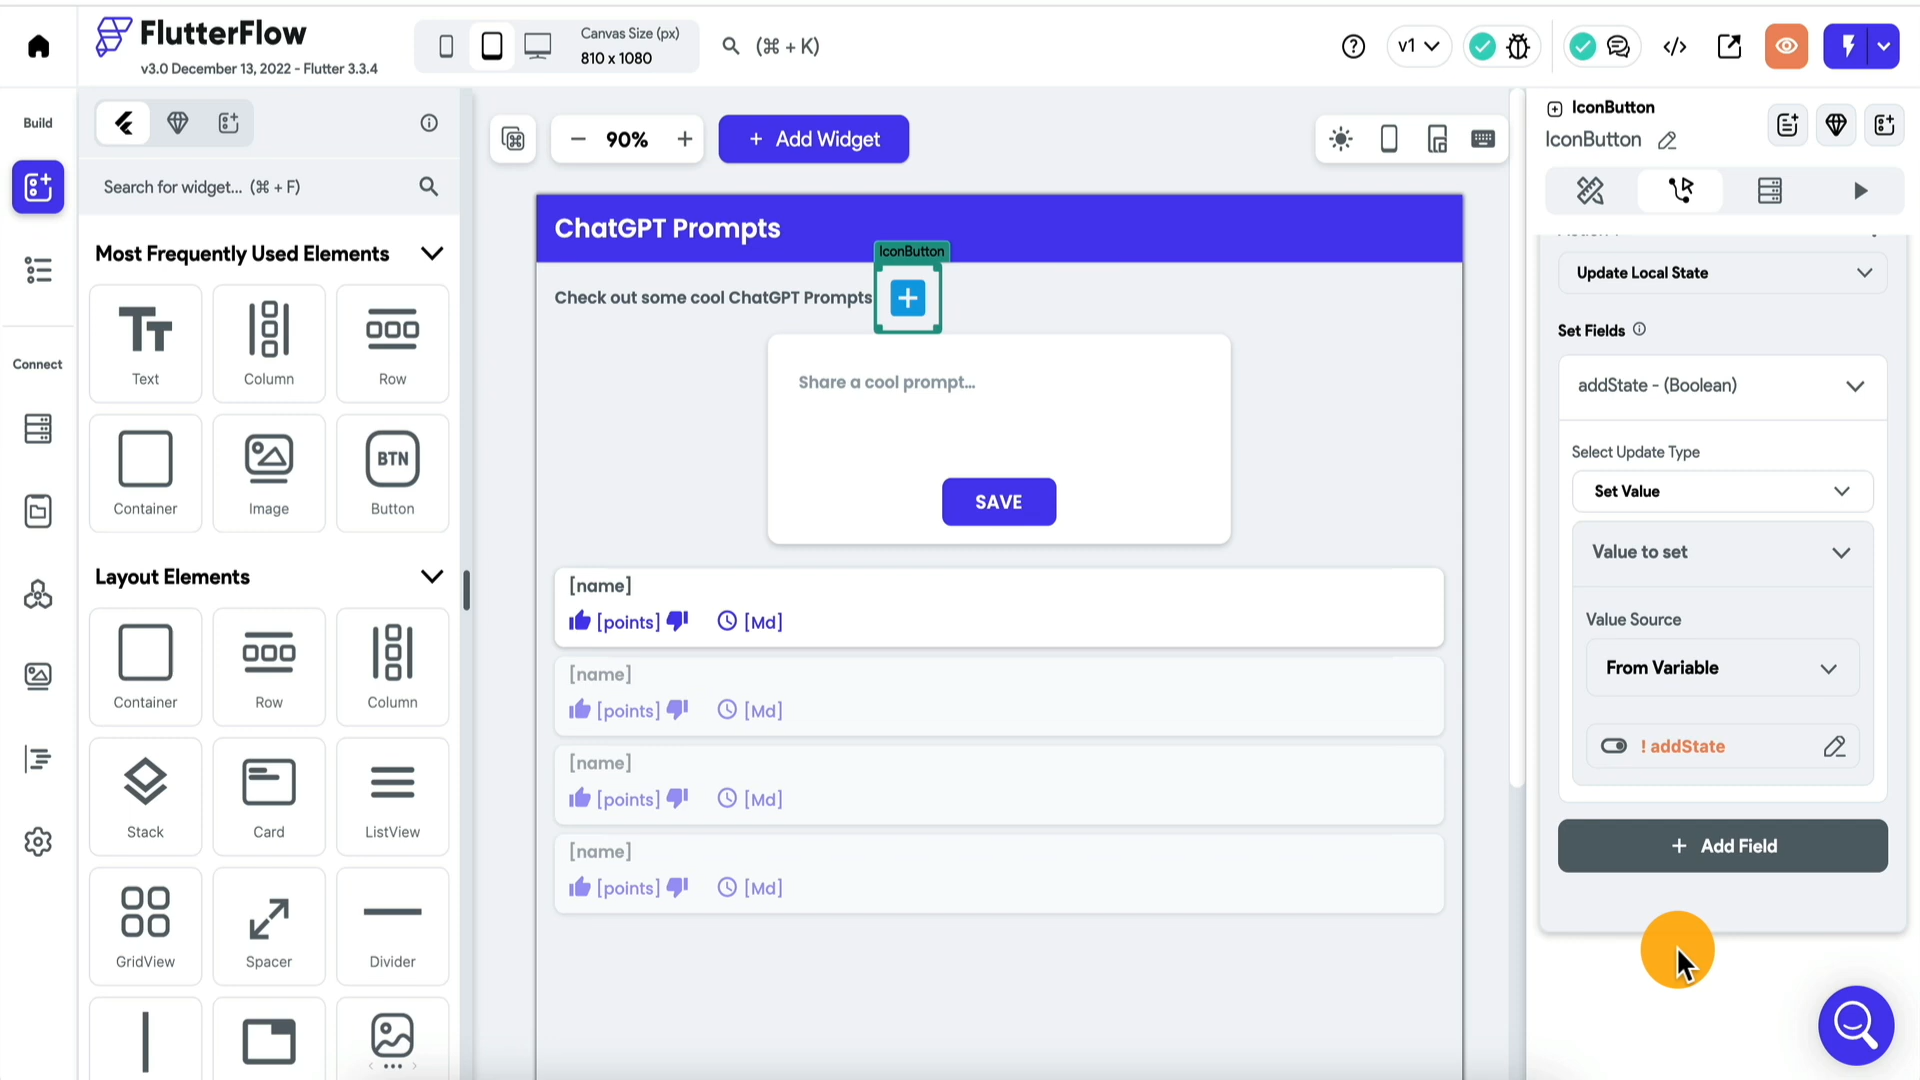 FlutterFlow
v3.0 December 13, 2022 - Flutter 3.3.4
Canvas Size (px)
810 x 1080
(⌘ + K)
v1
Build
Connect
Search for widget... (⌘ + F)
Most Frequently Used Elements
Text
Column
Row
Container
Image
BTN
Button
Layout Elements
Container
Row
Column
Stack
Card
ListView
GridView
Spacer
Divider
90%
+ Add Widget
ChatGPT Prompts
IconButton
Check out some cool ChatGPT Prompts
Share a cool prompt...
SAVE
[name]
[points]
[Md]
[name]
[points]
[Md]
[name]
[points]
[Md]
[name]
[points]
[Md]
IconButton
IconButton
Update Local State
Set Fields
addState - (Boolean)
Select Update Type
Set Value
Value to set
Value Source
From Variable
! addState
+ Add Field